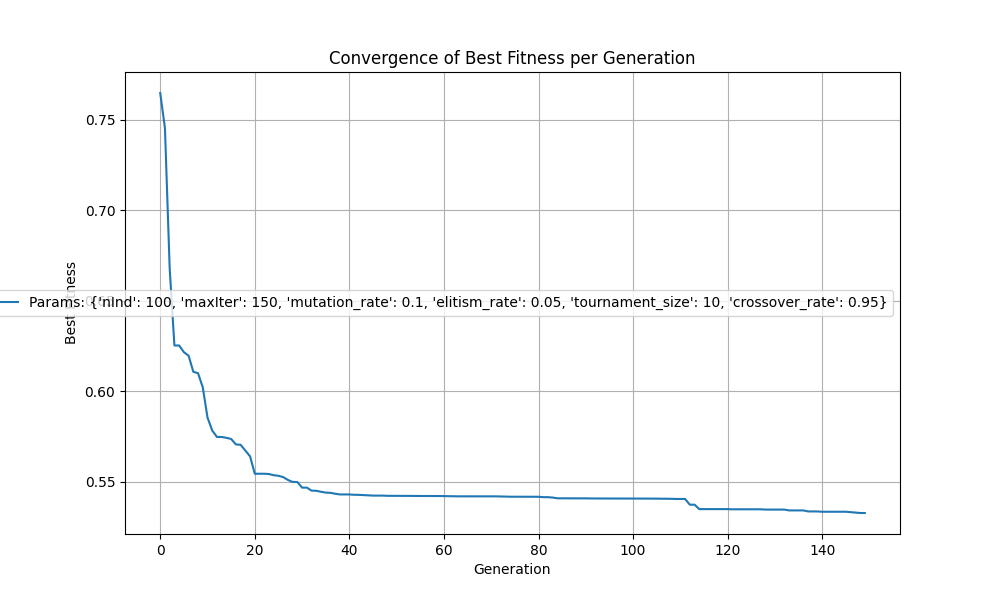 Convergence of Best Fitness per Generation
0.75
0.70
Best
ness
Params: {'nInd': 100, 'maxIter': 150, 'mutation_rate': 0.1, 'elitism_rate': 0.05, 'tournament_size': 10, 'crossover_rate': 0.95}
0.60
0.55
0 20 40 60 80 100 120 140
Generation